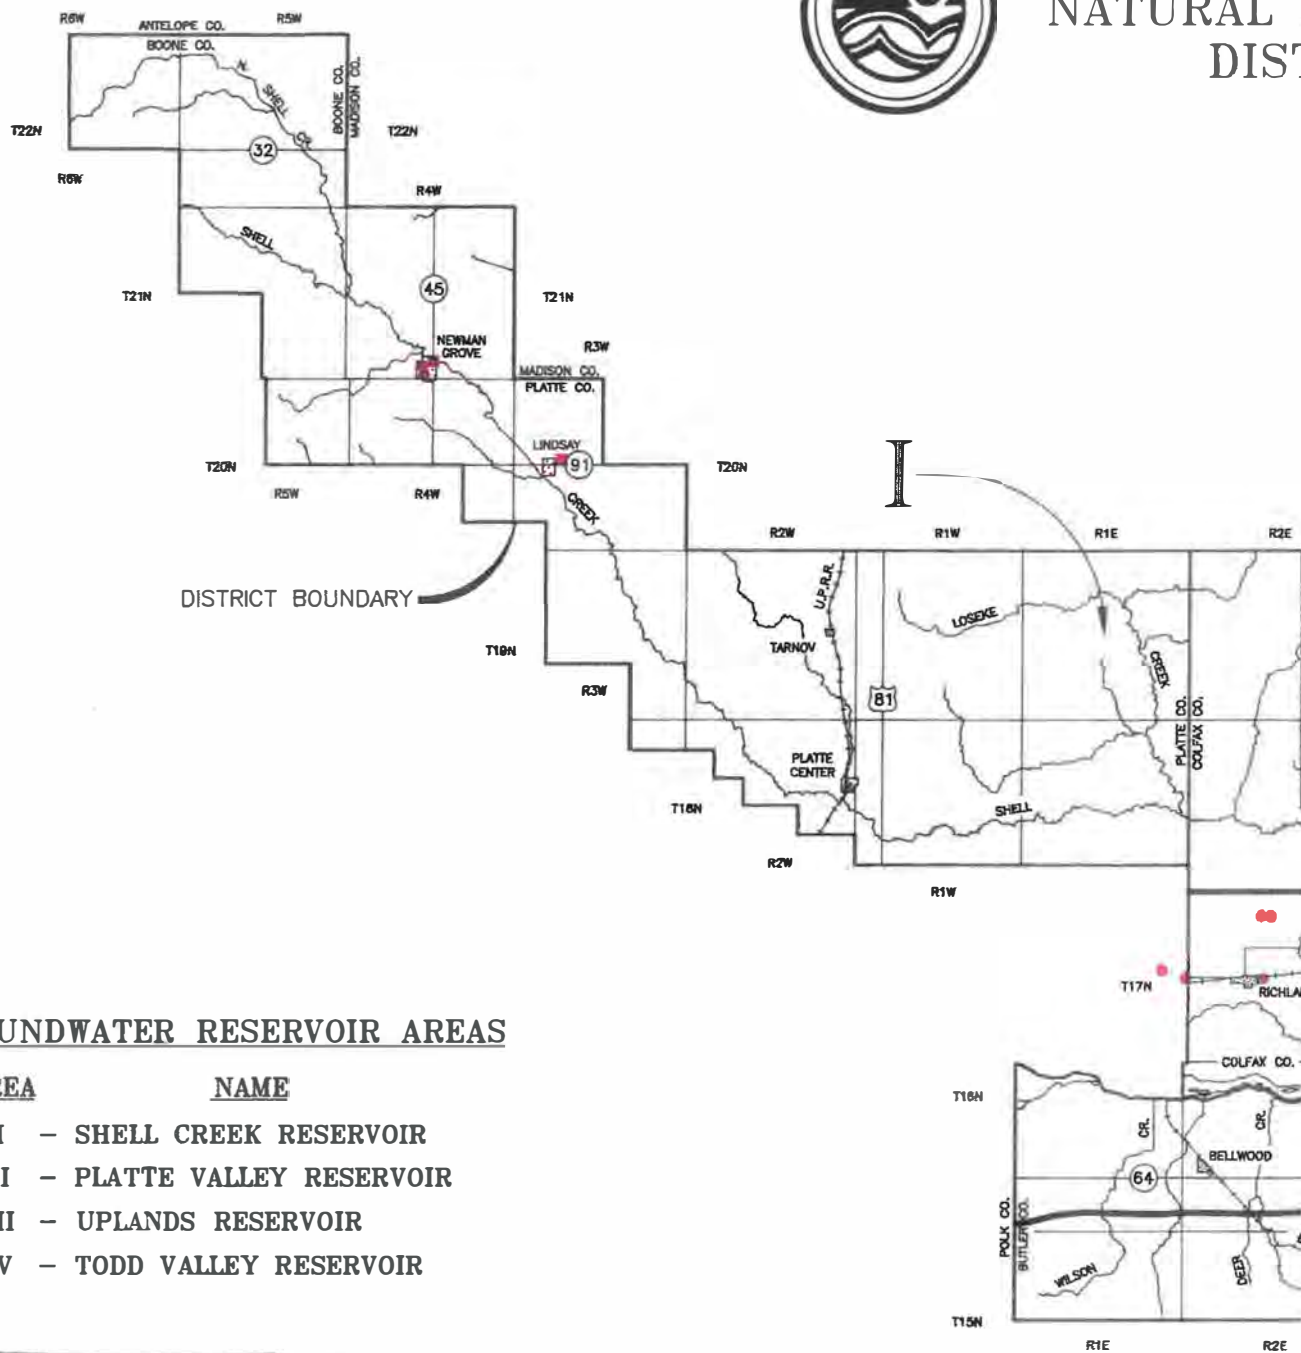 NATURAL
DIST
R6W
R5W
ANTELOPE CO.
BOONE CO.
N.
SHELL
CR.
BOONE CO.
MADISON CO.
T22N
T22N
32
R6W
R4W
SHELL
45
T21N
T21N
NEWMAN
GROVE
R3W
MADISON CO.
PLATTE CO.
LINDSAY
91
T20N
T20N
R5W
R4W
CREEK
I
R2W
R1W
R1E
R2E
DISTRICT BOUNDARY
U.P.R.R.
LOSEKE
CREEK
TARNOV
T19N
R3W
81
PLATTE CO.
COLFAX CO.
PLATTE
CENTER
T18N
SHELL
R2W
R1W
T17N
RICHLA
COLFAX CO.
T16N
CR.
CR.
BELLWOOD
64
POLK CO.
BUTLER CO.
WILSON
DEER
T15N
R1E
R2E
UNDWATER RESERVOIR AREAS
REA NAME
I – SHELL CREEK RESERVOIR
I – PLATTE VALLEY RESERVOIR
II – UPLANDS RESERVOIR
V – TODD VALLEY RESERVOIR